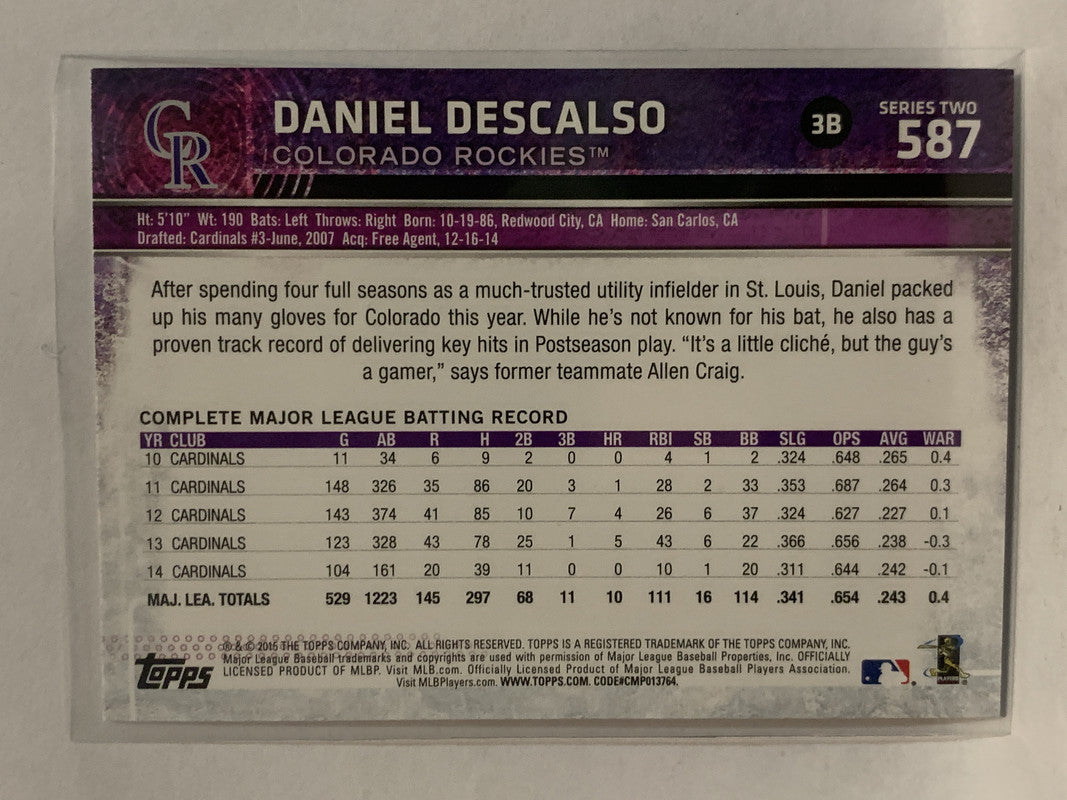 CR
DANIEL DESCALSO
COLORADO ROCKIES™
3B
SERIES TWO
587
Ht: 5'10" Wt: 190 Bats: Left Throws: Right Born: 10-19-86, Redwood City, CA Home: San Carlos, CA
Drafted: Cardinals #3-June, 2007 Acq: Free Agent, 12-16-14
After spending four full seasons as a much-trusted utility infielder in St. Louis, Daniel packed
up his many gloves for Colorado this year. While he's not known for his bat, he also has a
proven track record of delivering key hits in Postseason play. "It's a little cliché, but the guy's
a gamer," says former teammate Allen Craig.
COMPLETE MAJOR LEAGUE BATTING RECORD
YR CLUB G AB R H 2B 3B HR RBI SB BB SLG OPS AVG WAR
10 CARDINALS 11 34 6 9 2 0 0 4 1 2 .324 .648 .265 0.4
11 CARDINALS 148 326 35 86 20 3 1 28 2 33 .353 .687 .264 0.3
12 CARDINALS 143 374 41 85 10 7 4 26 6 37 .324 .627 .227 0.1
13 CARDINALS 123 328 43 78 25 1 5 43 6 22 .366 .656 .238 -0.3
14 CARDINALS 104 161 20 39 11 0 0 10 1 20 .311 .644 .242 -0.1
MAJ. LEA. TOTALS 529 1223 145 297 68 11 10 111 16 114 .341 .654 .243 0.4
® & © 2015 THE TOPPS COMPANY, INC. ALL RIGHTS RESERVED. TOPPS IS A REGISTERED TRADEMARK OF THE TOPPS COMPANY, INC.
Major League Baseball trademarks and copyrights are used with permission of Major League Baseball Properties, Inc. OFFICIALLY
LICENSED PRODUCT OF MLBP. Visit MLB.com. Officially Licensed Product of Major League Baseball Players Association.
Visit MLBPlayers.com. WWW.TOPPS.COM. CODE#CMP013764.
Topps
PLAYERS